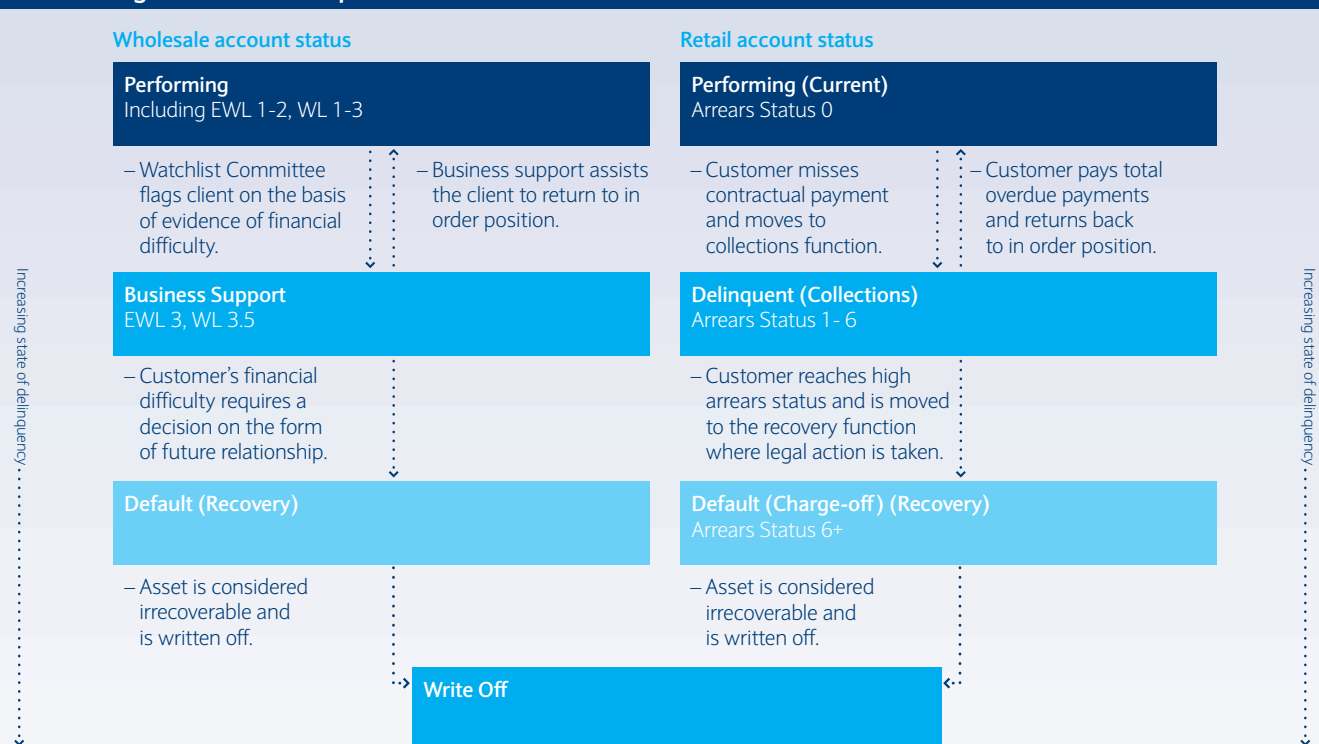 Wholesale account status
Retail account status
Performing
Including EWL 1-2, WL 1-3
Performing (Current)
Arrears Status 0
– Watchlist Committee
flags client on the basis
of evidence of financial
difficulty.
– Business support assists
the client to return to in
order position.
– Customer misses
contractual payment
and moves to
collections function.
– Customer pays total
overdue payments
and returns back
to in order position.
Business Support
EWL 3, WL 3.5
Delinquent (Collections)
Arrears Status 1- 6
– Customer’s financial
difficulty requires a
decision on the form
of future relationship.
– Customer reaches high
arrears status and is moved
to the recovery function
where legal action is taken.
Default (Recovery)
Default (Charge-off) (Recovery)
Arrears Status 6+
– Asset is considered
irrecoverable and
is written off.
– Asset is considered
irrecoverable and
is written off.
Write Off
Increasing state of delinquency
Increasing state of delinquency